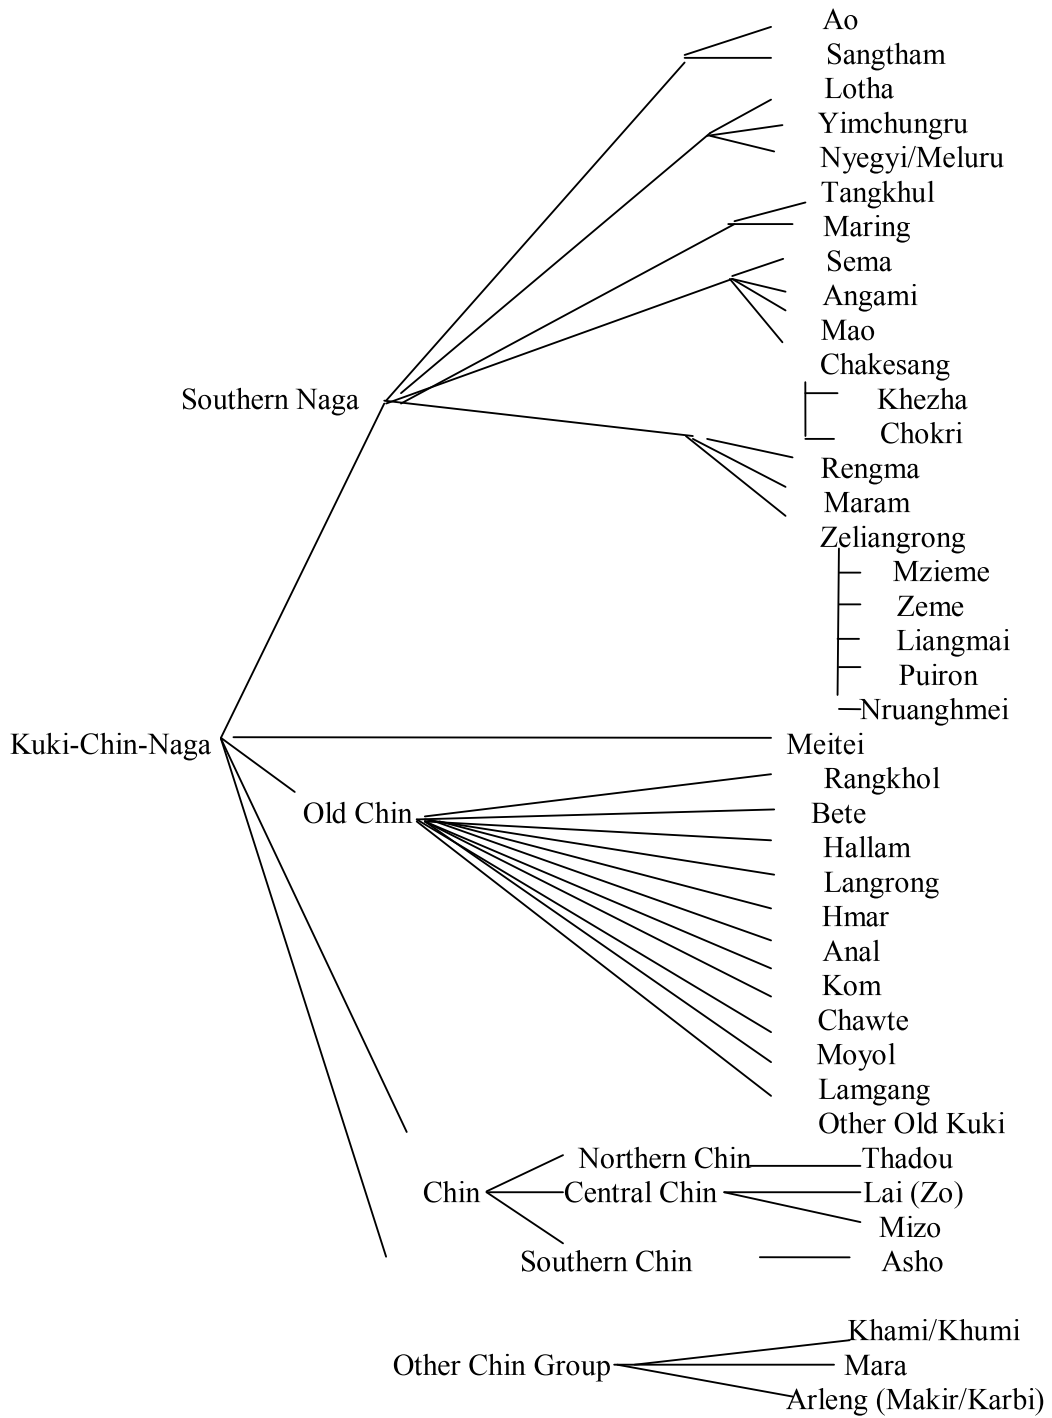 Ao
Sangtham
Lotha
Yimchungru
Nyegyi/Meluru
Tangkhul
Maring
Sema
Angami
Mao
Chakesang
Southern Naga Khezha
Chokri
Rengma
Maram
Zeliangrong
Mzieme
Zeme
Liangmai
Puiron
Nruanghmei
Kuki-Chin-Naga Meitei
Rangkhol
Old Chin Bete
Hallam
Langrong
Hmar
Anal
Kom
Chawte
Moyol
Lamgang
Other Old Kuki
Northern Chin Thadou
Chin Central Chin Lai (Zo)
Mizo
Southern Chin Asho
Khami/Khumi
Other Chin Group Mara
Arleng (Makir/Karbi)